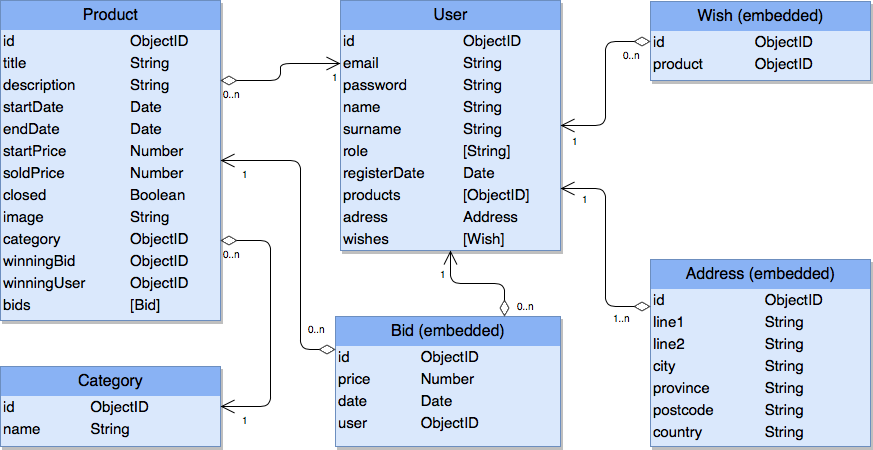 Product
id ObjectID
title String
description String
startDate Date
endDate Date
startPrice Number
soldPrice Number
closed Boolean
image String
category ObjectID
winningBid ObjectID
winningUser ObjectID
bids [Bid]
0..n
1
1
0..n
User
id ObjectID
email String
password String
name String
surname String
role [String]
registerDate Date
products [ObjectID]
adress Address
wishes [Wish]
Wish (embedded)
id ObjectID
product ObjectID
0..n
1
1
1..n
Address (embedded)
id ObjectID
line1 String
line2 String
city String
province String
postcode String
country String
1
0..n
0..n
Bid (embedded)
id ObjectID
price Number
date Date
user ObjectID
Category
id ObjectID
name String
1